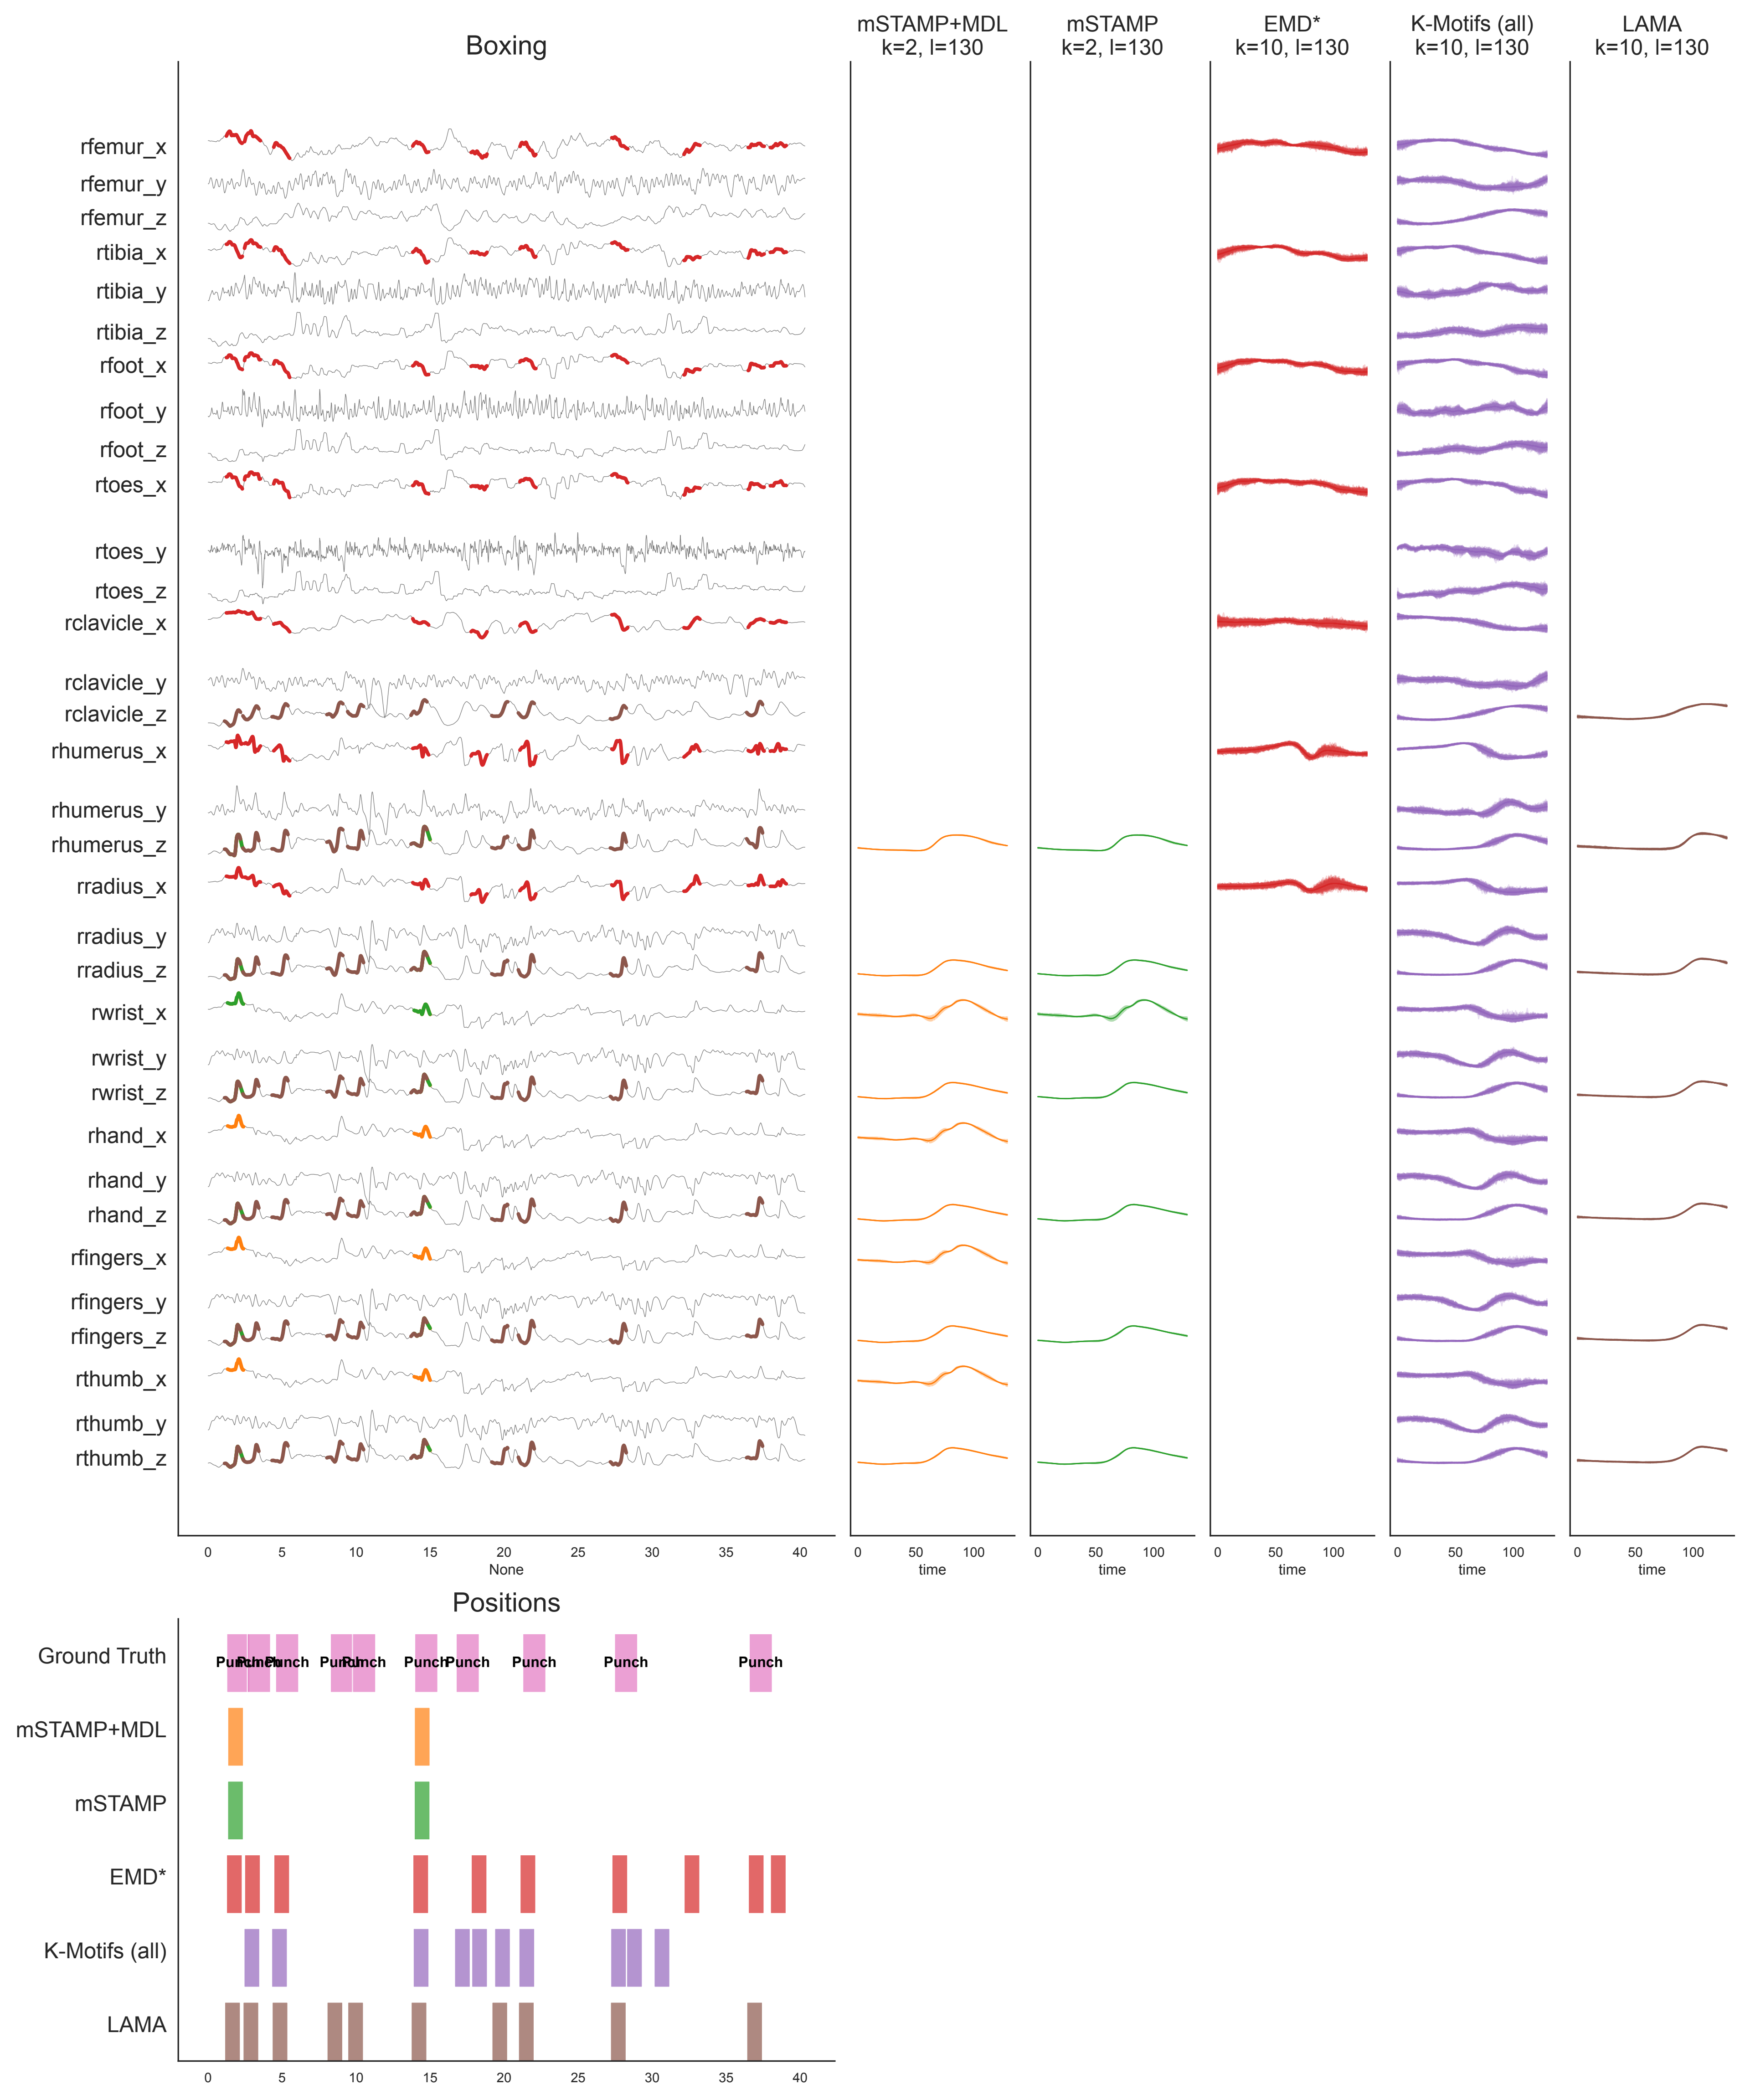 Boxing
mSTAMP+MDL
k=2, l=130
mSTAMP
k=2, l=130
EMD*
k=10, l=130
K-Motifs (all)
k=10, l=130
LAMA
k=10, l=130
rfemur_x
rfemur_y
rfemur_z
rtibia_x
rtibia_y
rtibia_z
rfoot_x
rfoot_y
rfoot_z
rtoes_x
rtoes_y
rtoes_z
rclavicle_x
rclavicle_y
rclavicle_z
rhumerus_x
rhumerus_y
rhumerus_z
rradius_x
rradius_y
rradius_z
rwrist_x
rwrist_y
rwrist_z
rhand_x
rhand_y
rhand_z
rfingers_x
rfingers_y
rfingers_z
rthumb_x
rthumb_y
rthumb_z
0 5 10 15 20 25 30 35 40
None
0 50 100
time
0 50 100
time
0 50 100
time
0 50 100
time
0 50 100
time
Positions
Ground Truth
Punch Punch Punch Punch Punch Punch Punch Punch Punch Punch
mSTAMP+MDL
mSTAMP
EMD*
K-Motifs (all)
LAMA
0 5 10 15 20 25 30 35 40